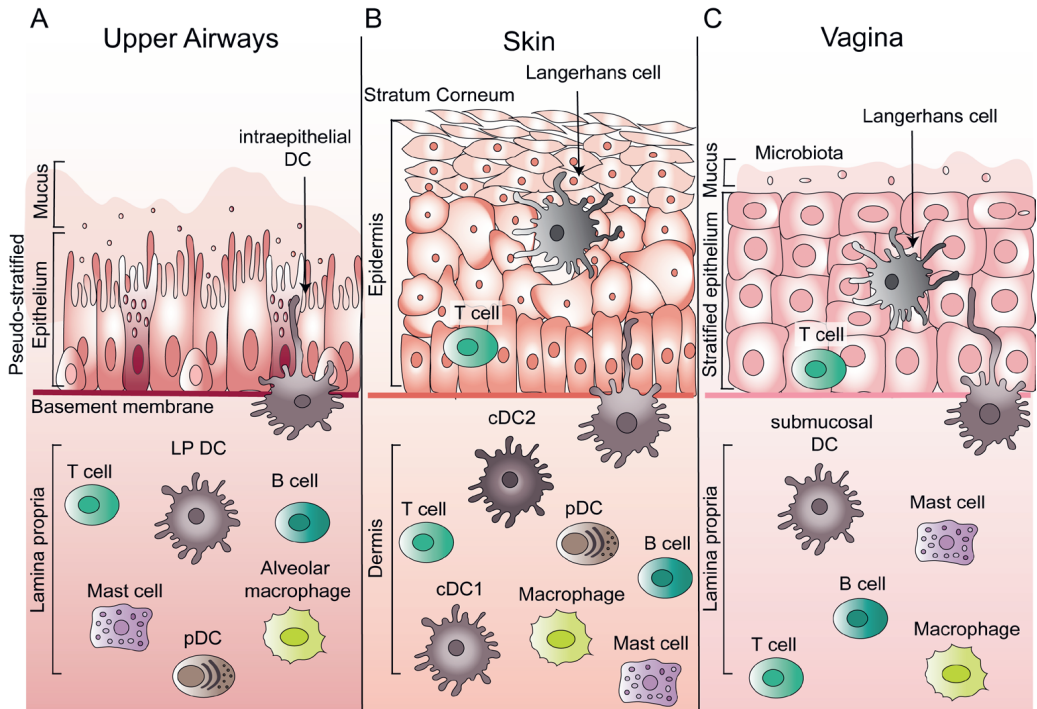 A
Upper Airways
intraepithelial
DC
Mucus
Pseudo-stratified
Epithelium
Basement membrane
Lamina propria
LP DC
T cell
B cell
Mast cell
Alveolar
macrophage
pDC
B
Skin
Langerhans cell
Stratum Corneum
Epidermis
T cell
Dermis
cDC2
T cell
pDC
B cell
cDC1
Macrophage
Mast cell
C
Vagina
Langerhans cell
Microbiota
Mucus
Stratified epithelium
T cell
Lamina propria
submucosal
DC
Mast cell
B cell
Macrophage
T cell